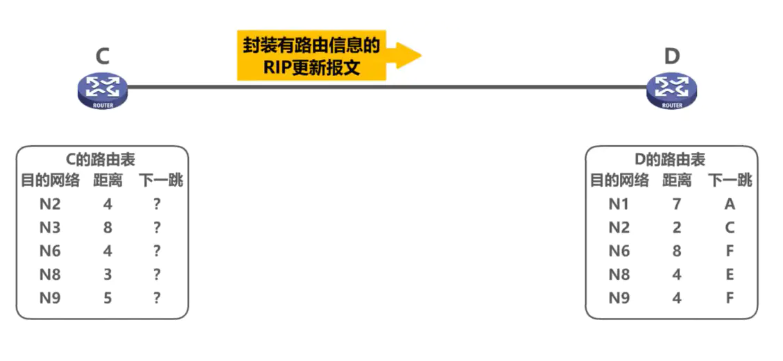 封装有路由信息的
RIP更新报文
C
D
ROUTER
ROUTER
C的路由表
目的网络 距离 下一跳
N2 4 ?
N3 8 ?
N6 4 ?
N8 3 ?
N9 5 ?
D的路由表
目的网络 距离 下一跳
N1 7 A
N2 2 C
N6 8 F
N8 4 E
N9 4 F